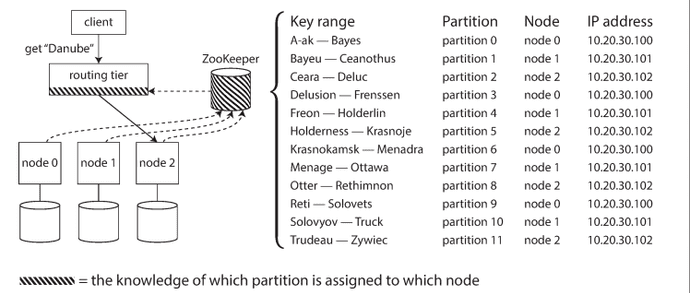 client
get “Danube”
routing tier
ZooKeeper
node 0 node 1 node 2
Key range Partition Node IP address
A-ak — Bayes partition 0 node 0 10.20.30.100
Bayeu — Ceanothus partition 1 node 1 10.20.30.101
Ceara — Deluc partition 2 node 2 10.20.30.102
Delusion — Frenssen partition 3 node 0 10.20.30.100
Freon — Holderlin partition 4 node 1 10.20.30.101
Holderness — Krasnoje partition 5 node 2 10.20.30.102
Krasnokamsk — Menadra partition 6 node 0 10.20.30.100
Menage — Ottawa partition 7 node 1 10.20.30.101
Otter — Rethimnon partition 8 node 2 10.20.30.102
Reti — Solovets partition 9 node 0 10.20.30.100
Solovyov — Truck partition 10 node 1 10.20.30.101
Trudeau — Zywiec partition 11 node 2 10.20.30.102
= the knowledge of which partition is assigned to which node